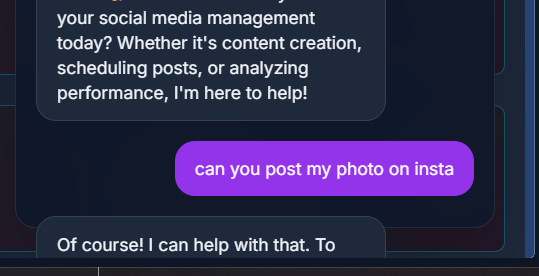 your social media management
today? Whether it's content creation,
scheduling posts, or analyzing
performance, I'm here to help!
can you post my photo on insta
Of course! I can help with that. To